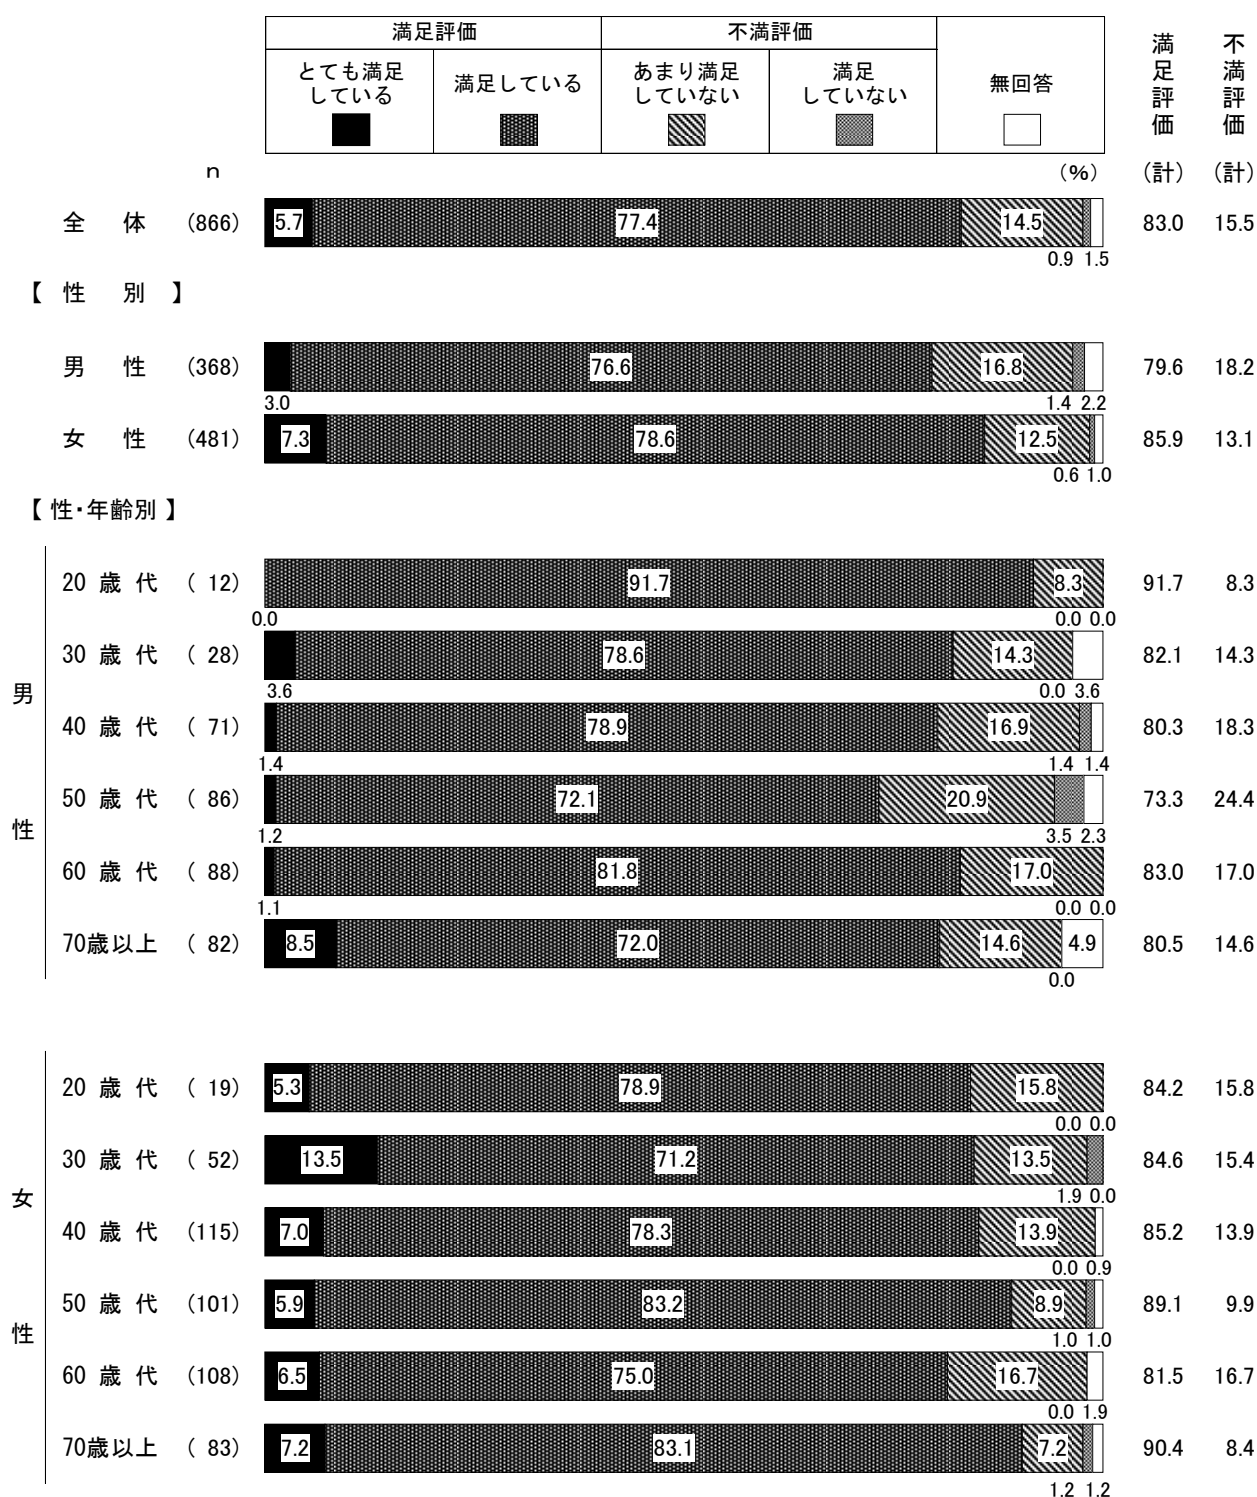 満足評価 不満評価
とても満足している 満足している あまり満足していない 満足していない 無回答
満足評価(計) 不満評価(計)
n (%)
全 体 (866) 5.7 77.4 14.5 83.0 15.5
0.9 1.5
【 性 別 】
男 性 (368) 76.6 16.8 79.6 18.2
3.0 1.4 2.2
女 性 (481) 7.3 78.6 12.5 85.9 13.1
0.6 1.0
【 性・年齢別 】
男性
20 歳 代 ( 12) 91.7 8.3 91.7 8.3
0.0 0.0 0.0
30 歳 代 ( 28) 78.6 14.3 82.1 14.3
3.6 0.0 3.6
40 歳 代 ( 71) 78.9 16.9 80.3 18.3
1.4 1.4 1.4
50 歳 代 ( 86) 72.1 20.9 73.3 24.4
1.2 3.5 2.3
60 歳 代 ( 88) 81.8 17.0 83.0 17.0
1.1 0.0 0.0
70歳以上 ( 82) 8.5 72.0 14.6 4.9 80.5 14.6
0.0
女性
20 歳 代 ( 19) 5.3 78.9 15.8 84.2 15.8
0.0 0.0
30 歳 代 ( 52) 13.5 71.2 13.5 84.6 15.4
1.9 0.0
40 歳 代 (115) 7.0 78.3 13.9 85.2 13.9
0.0 0.9
50 歳 代 (101) 5.9 83.2 8.9 89.1 9.9
1.0 1.0
60 歳 代 (108) 6.5 75.0 16.7 81.5 16.7
0.0 1.9
70歳以上 ( 83) 7.2 83.1 7.2 90.4 8.4
1.2 1.2